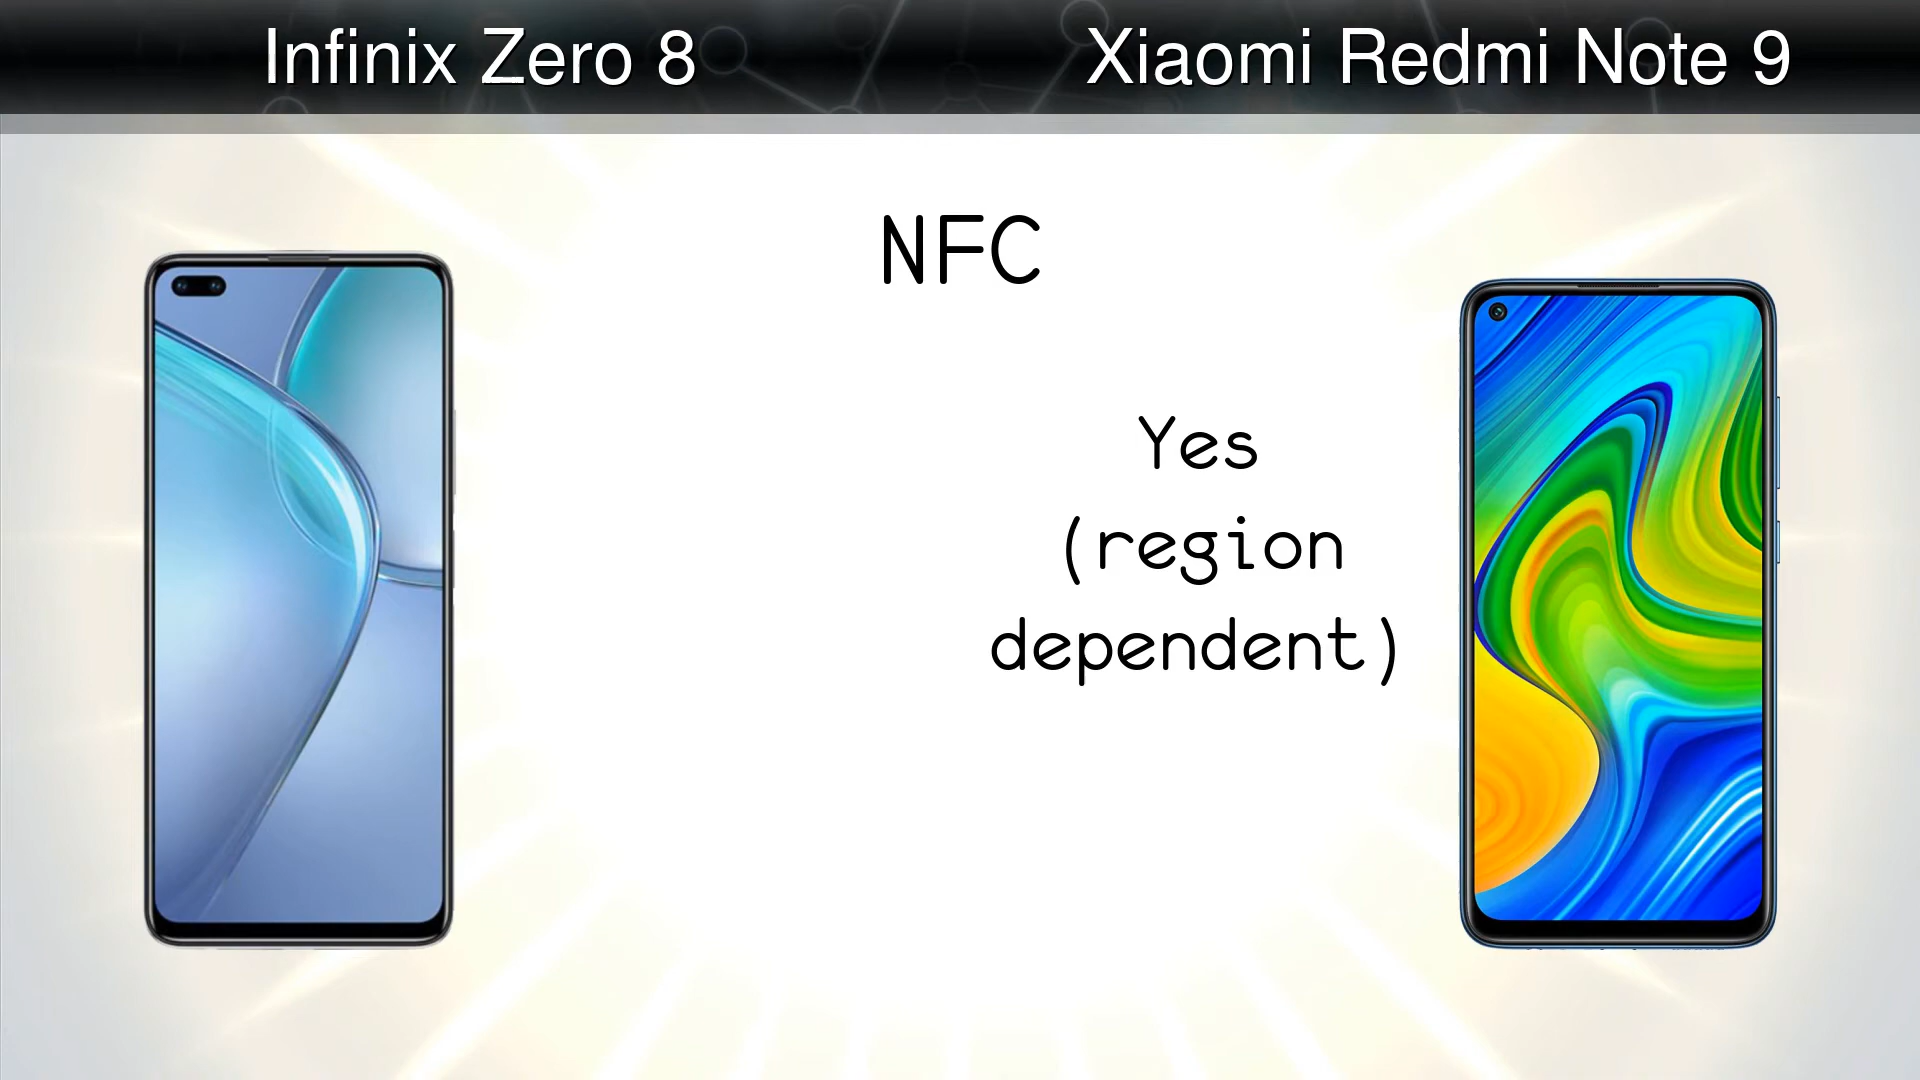 Infinix Zero 8
Xiaomi Redmi Note 9
NFC
Yes
(region
dependent)